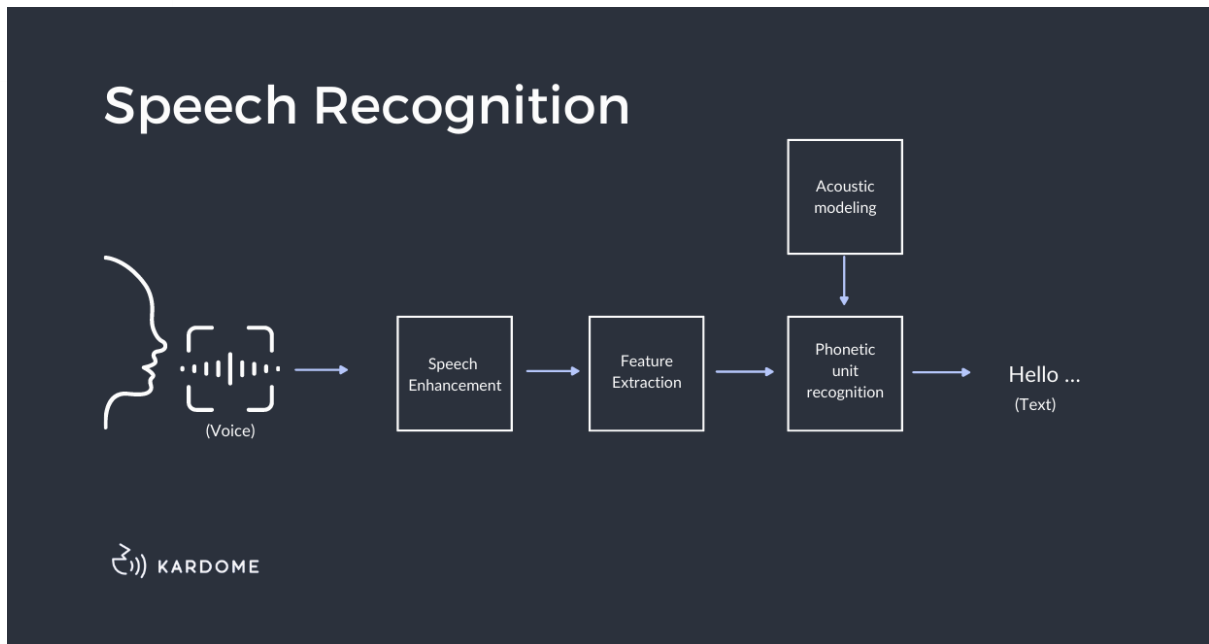 Speech Recognition
Acoustic
modeling
(Voice)
Speech
Enhancement
Feature
Extraction
Phonetic
unit
recognition
Hello ...
(Text)
KARDOME